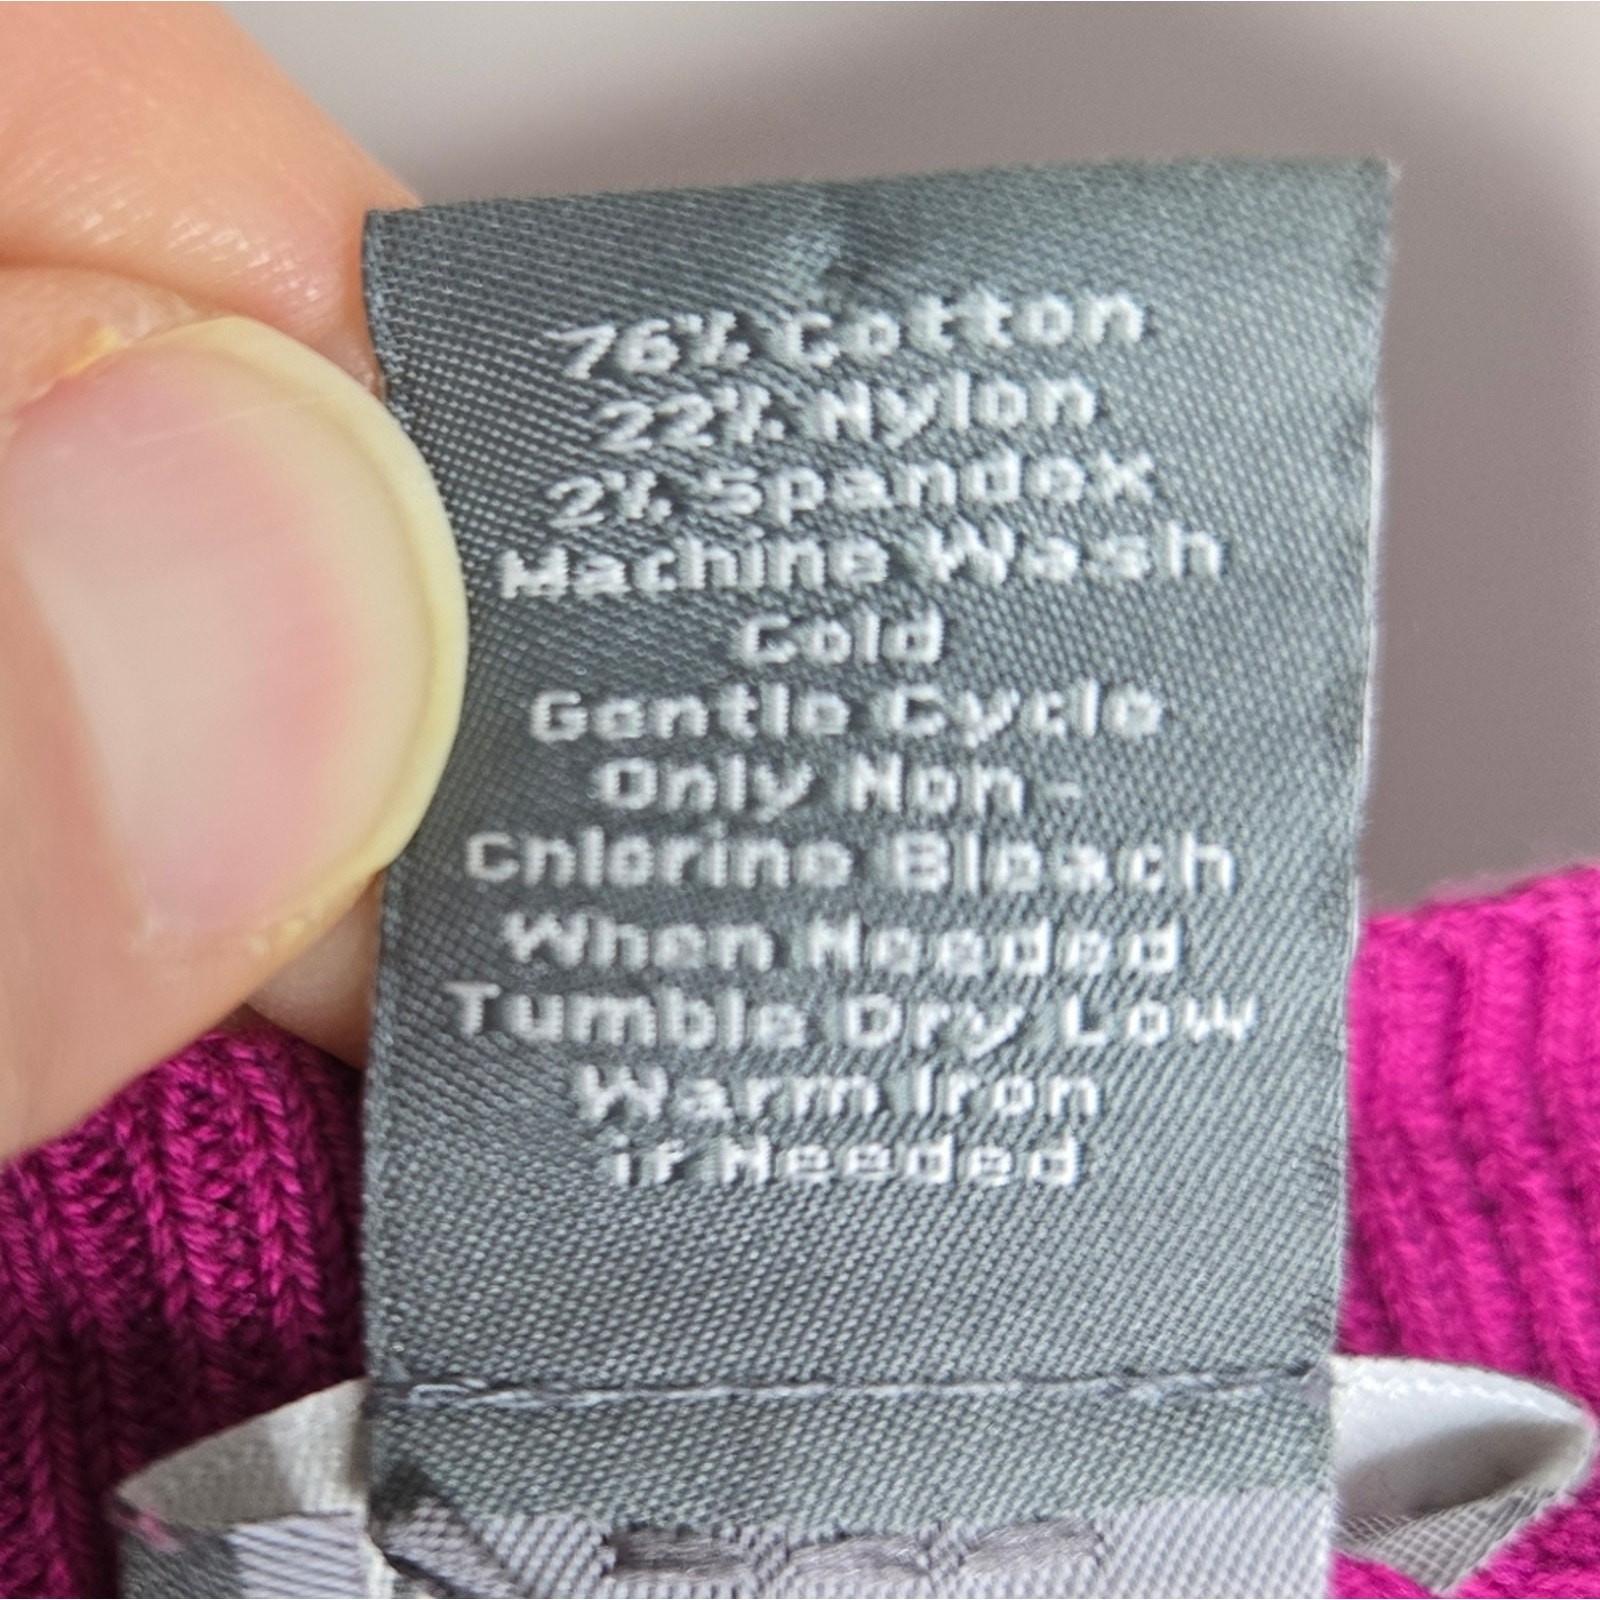 76% Cotton
22% Nylon
2% Spandex
Machine Wash
Cold
Gentle Cycle
Only Non-
Chlorine Bleach
When Needed
Tumble Dry Low
Warm Iron
if Needed